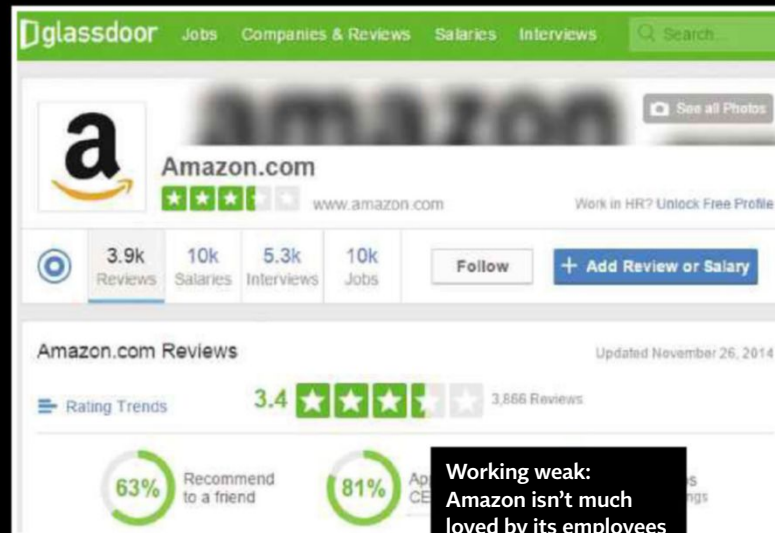 glassdoor Jobs Companies & Reviews Salaries Interviews Search...
amazon
See all Photos
a
Amazon.com
www.amazon.com Work in HR? Unlock Free Profile
3.9k 10k 5.3k 10k
Reviews Salaries Interviews Jobs
Follow + Add Review or Salary
Amazon.com Reviews Updated November 26, 2014
Rating Trends 3.4 3,866 Reviews
63% Recommend
to a friend
81%
Working weak:
Amazon isn't much
loved by its employees